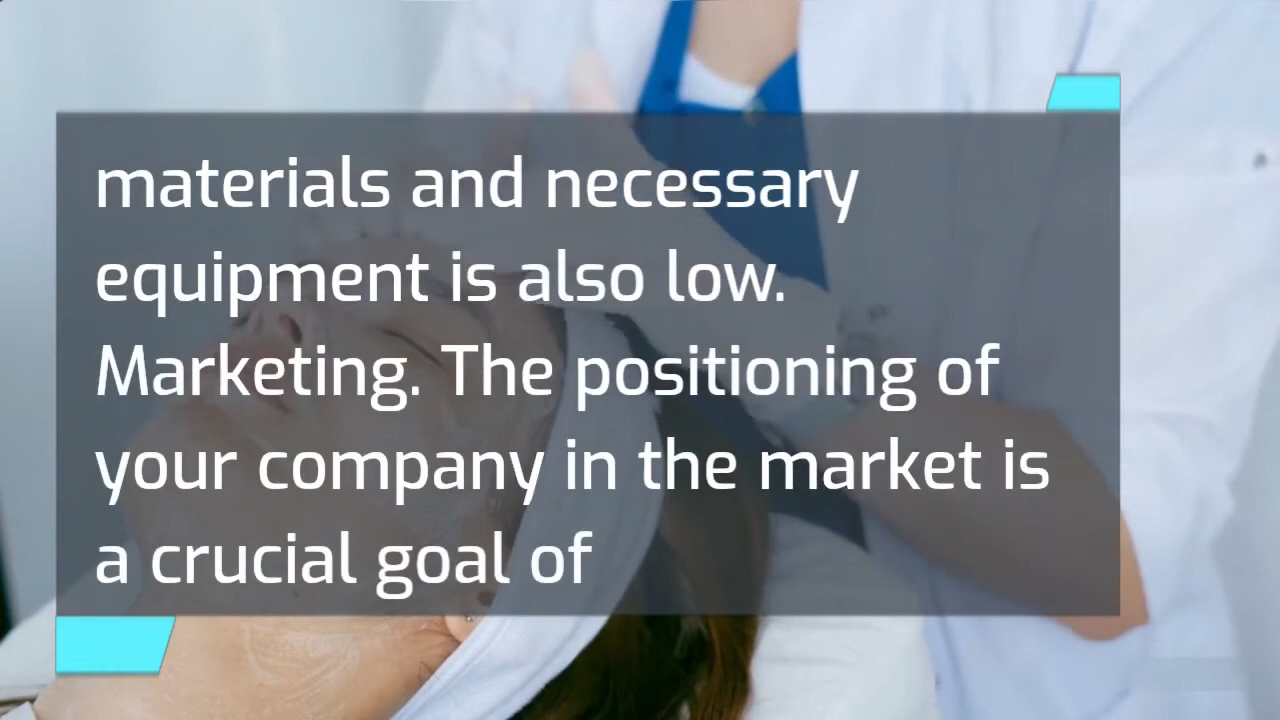 materials and necessary
equipment is also low.
Marketing. The positioning of
your company in the market is
a crucial goal of